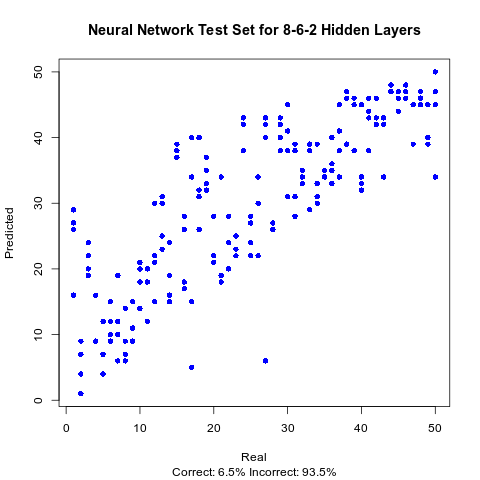 Neural Network Test Set for 8-6-2 Hidden Layers
Predicted
50
40
30
20
10
0
0 10 20 30 40 50
Real
Correct: 6.5% Incorrect: 93.5%